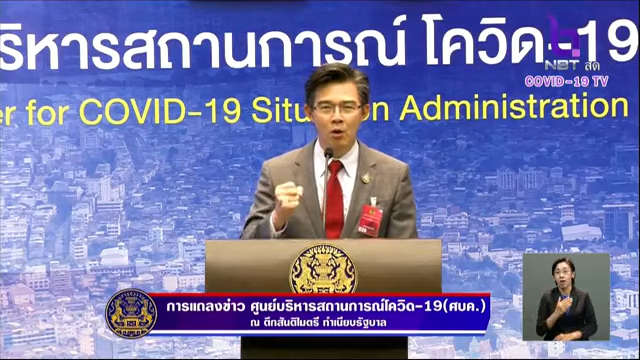 ริหารสถานการณ์ โควิด-19
er for COVID-19 Situ on Administration
NBT สด
COVID-19 TV
การแถลงข่าว ศูนย์บริหารสถานการณ์โควิด-19(ศบค.)
ณ ตึกสันติไมตรี ทำเนียบรัฐบาล